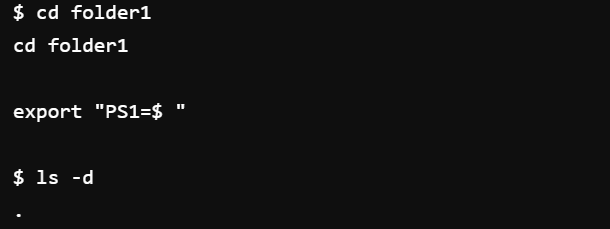 $ cd folder1
cd folder1
export "PS1=$ "
$ ls -d
.